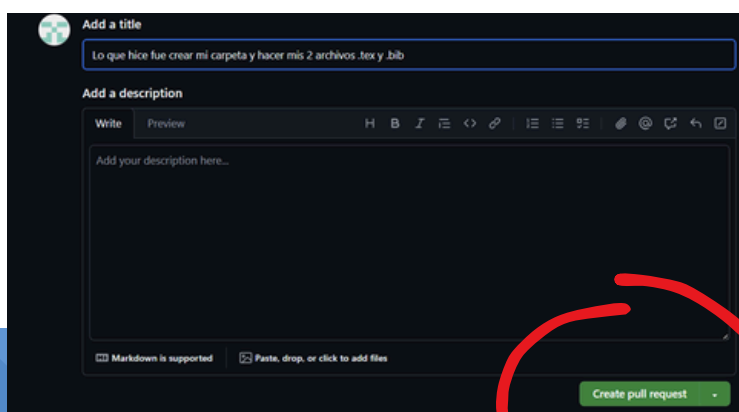 Add a title
Lo que hice fue crear mi carpeta y hacer mis 2 archivos .tex y .bib
Add a description
Write Preview H B I
Add your description here...
Markdown is supported Paste, drop, or click to add files
Create pull request